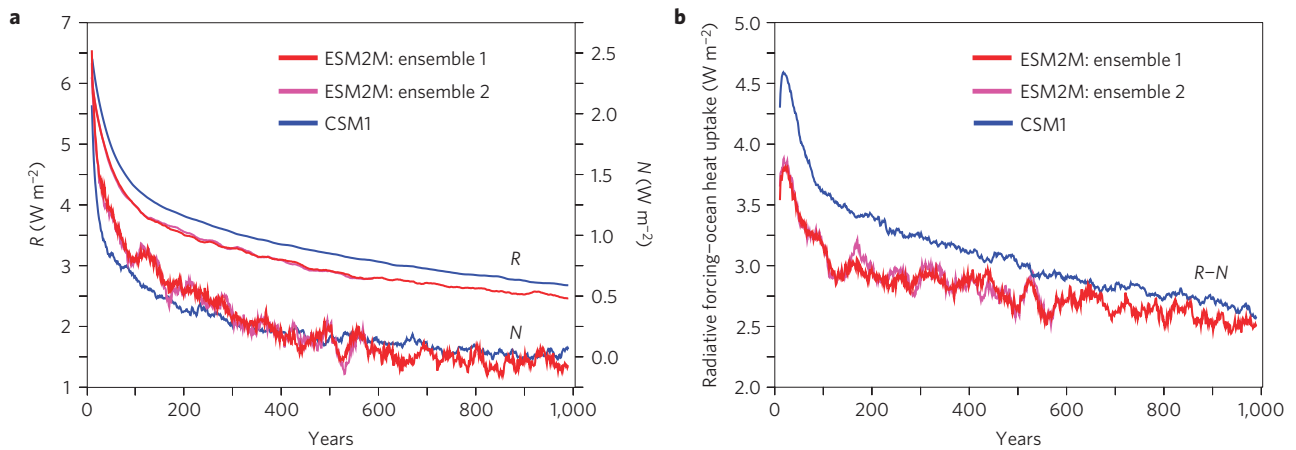 a
7
6
5
4
3
2
1
R (W m⁻²)
2.5
2.0
1.5
1.0
0.5
0.0
N (W m⁻²)
ESM2M: ensemble 1
ESM2M: ensemble 2
CSM1
R
N
0
200
400
600
800
1,000
Years
b
5.0
4.5
4.0
3.5
3.0
2.5
2.0
Radiative forcing–ocean heat uptake (W m⁻²)
ESM2M: ensemble 1
ESM2M: ensemble 2
CSM1
R–N
0
200
400
600
800
1,000
Years